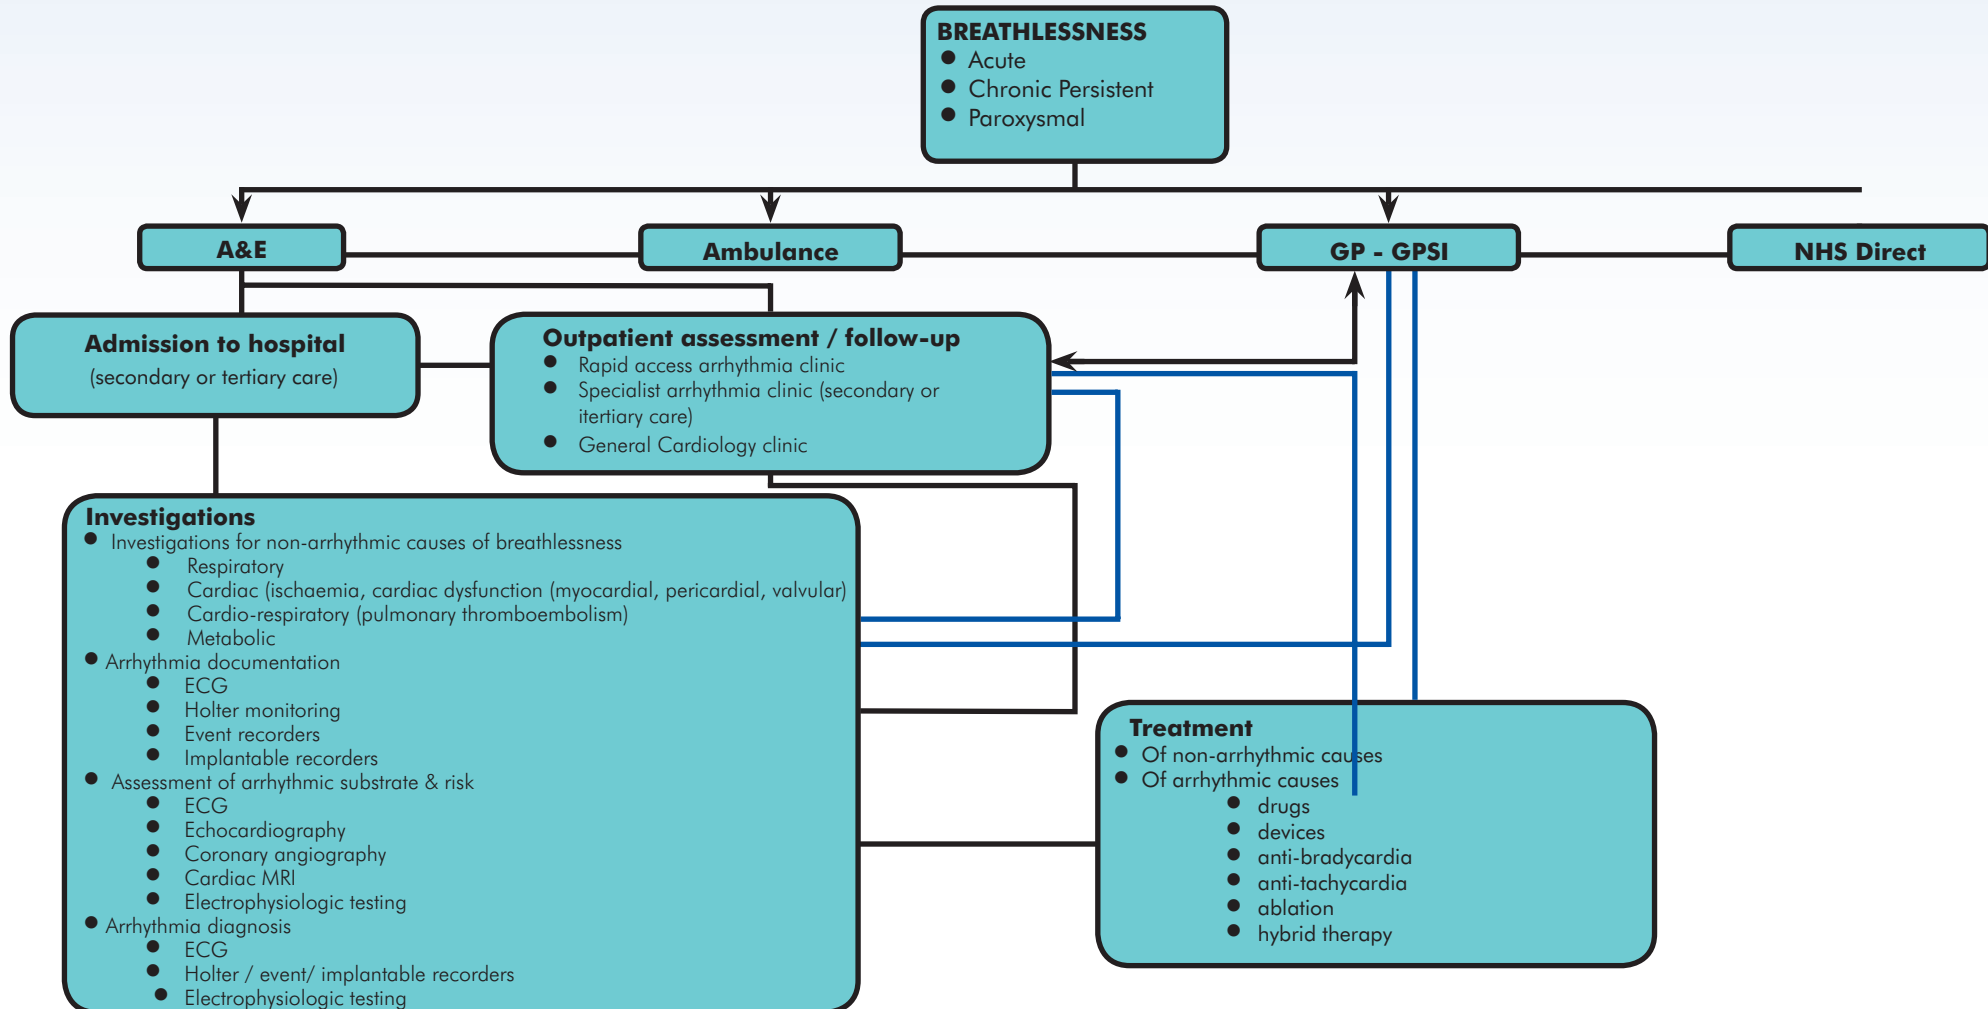 BREATHLESSNESS
● Acute
● Chronic Persistent
● Paroxysmal
A&E
Ambulance
GP - GPSI
NHS Direct
Admission to hospital
(secondary or tertiary care)
Outpatient assessment / follow-up
● Rapid access arrhythmia clinic
● Specialist arrhythmia clinic (secondary or
itertiary care)
● General Cardiology clinic
Investigations
● Investigations for non-arrhythmic causes of breathlessness
● Respiratory
● Cardiac (ischaemia, cardiac dysfunction (myocardial, pericardial, valvular)
● Cardio-respiratory (pulmonary thromboembolism)
● Metabolic
● Arrhythmia documentation
● ECG
● Holter monitoring
● Event recorders
● Implantable recorders
● Assessment of arrhythmic substrate & risk
● ECG
● Echocardiography
● Coronary angiography
● Cardiac MRI
● Electrophysiologic testing
● Arrhythmia diagnosis
● ECG
● Holter / event/ implantable recorders
● Electrophysiologic testing
Treatment
● Of non-arrhythmic causes
● Of arrhythmic causes
● drugs
● devices
● anti-bradycardia
● anti-tachycardia
● ablation
● hybrid therapy